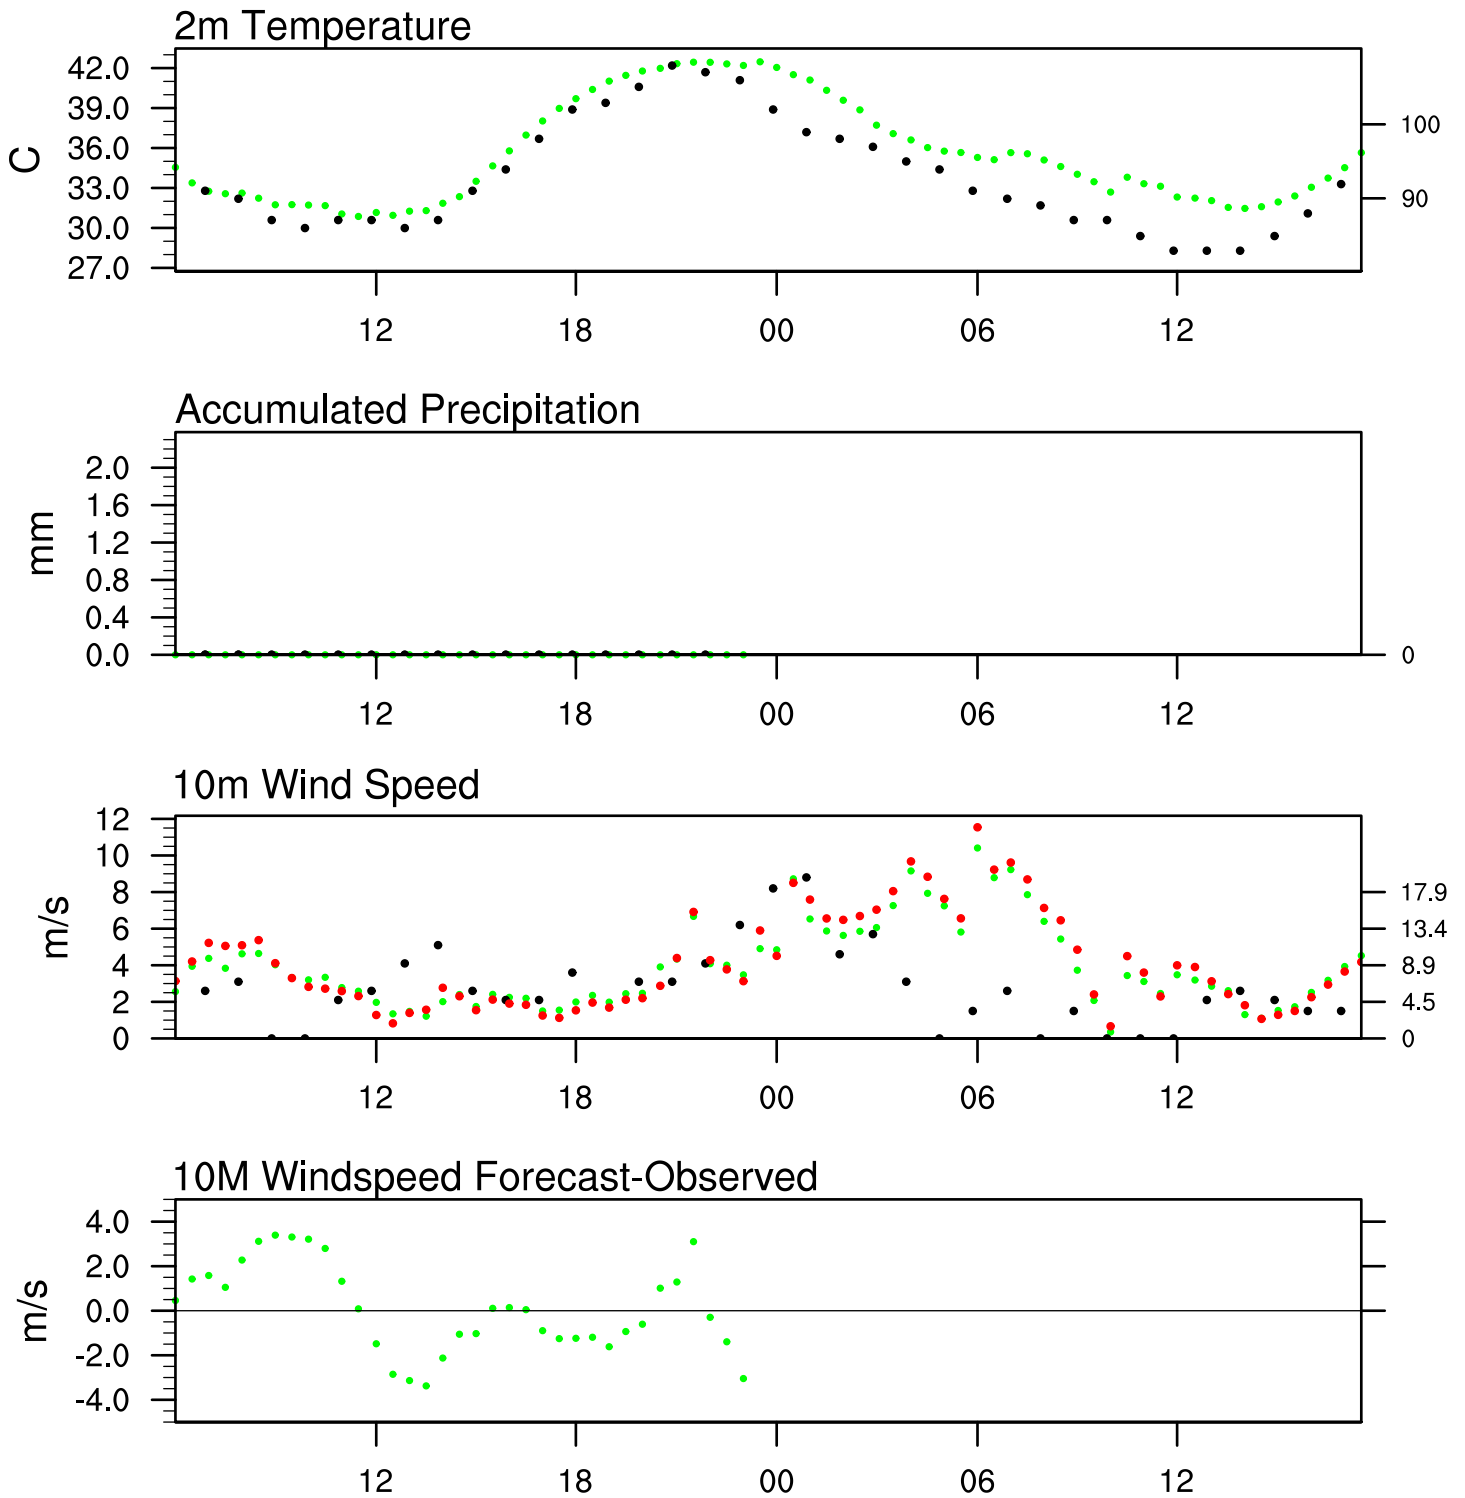 2m Temperature
42.0
39.0
36.0
33.0
30.0
27.0
C
100
90
12 18 00 06 12
Accumulated Precipitation
2.0
1.6
1.2
0.8
0.4
0.0
mm
0
12 18 00 06 12
10m Wind Speed
12
10
8
6
4
2
0
m/s
17.9
13.4
8.9
4.5
0
12 18 00 06 12
10M Windspeed Forecast-Observed
4.0
2.0
0.0
-2.0
-4.0
m/s
12 18 00 06 12